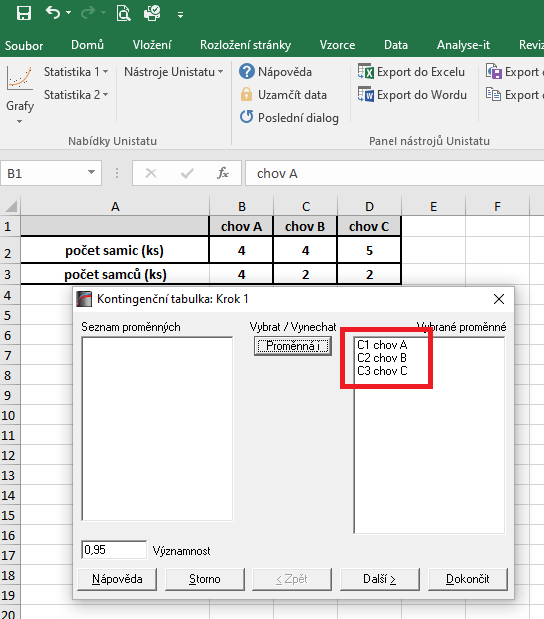 Soubor Domů Vložení Rozložení stránky Vzorce Data Analyse-it Reviz
Grafy
Statistika 1
Statistika 2
Nástroje Unistatu
Nabídky Unistatu
Nápověda
Uzamčít data
Poslední dialog
Export do Excelu
Export do Wordu
Export
Export
Panel nástrojů Unistatu
B1 fx chov A
A B C D E F
1 chov A chov B chov C
2 počet samic (ks) 4 4 5
3 počet samců (ks) 4 2 2
4
5
6
7
8
9
10
11
12
13
14
15
16
17
18
19
20
Kontingenční tabulka: Krok 1
Seznam proměnných Vybrat / Vynechat Vybrané proměnné
Proměnná i
C1 chov A
C2 chov B
C3 chov C
0,95 Významnost
Nápověda Storno < Zpět Další > Dokončit